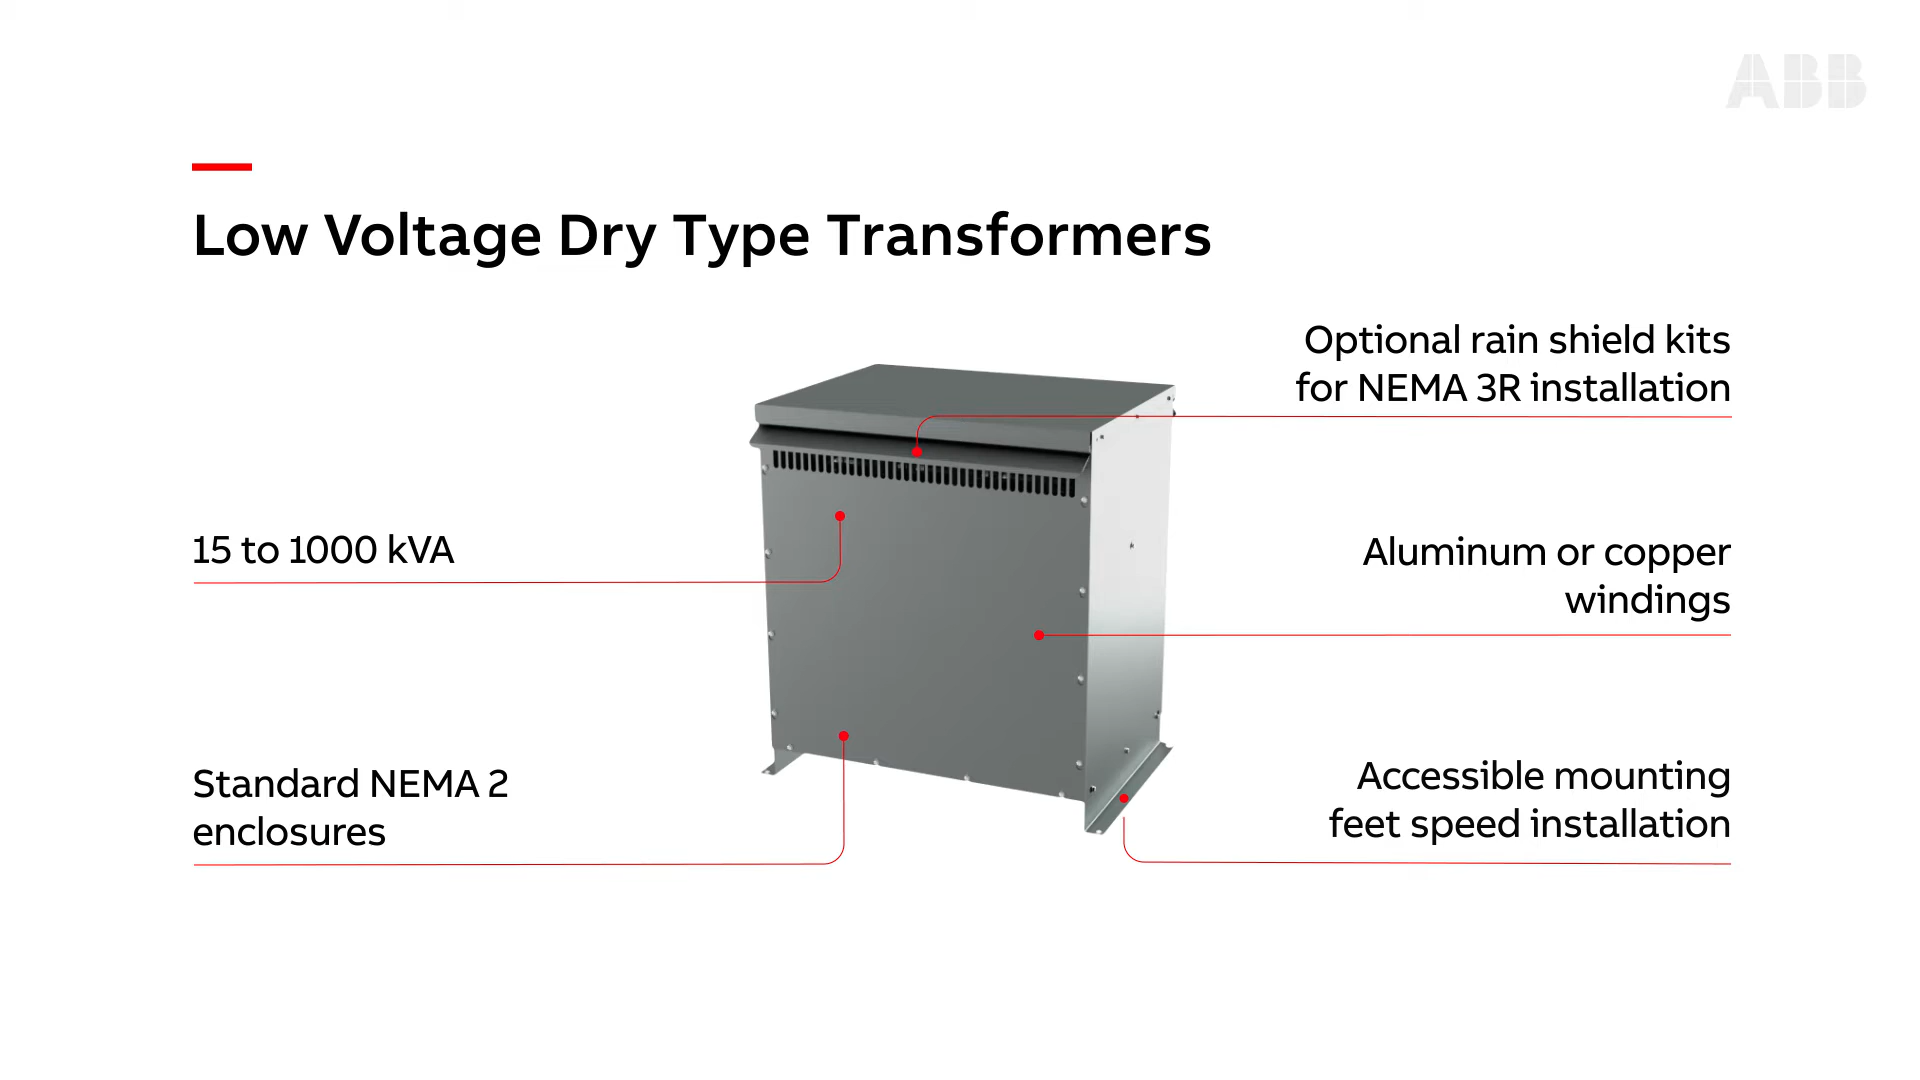 ABB
Low Voltage Dry Type Transformers
Optional rain shield kits
for NEMA 3R installation
15 to 1000 kVA
Aluminum or copper
windings
Standard NEMA 2
enclosures
Accessible mounting
feet speed installation